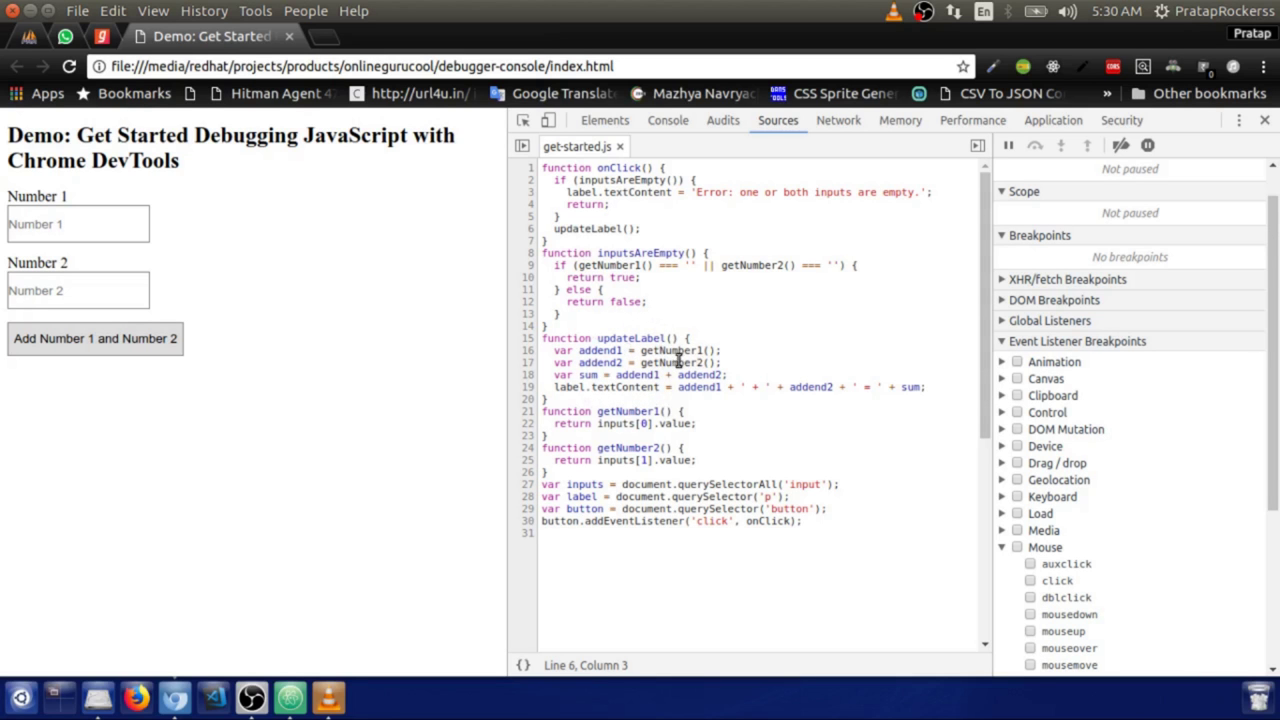 File Edit View History Tools People Help
En 5:30 AM PratapRockerss
Demo: Get Started × Pratap
file:///media/redhat/projects/products/onlinegurucool/debugger-console/index.html
Apps Bookmarks Hitman Agent 47 http://url4u.in/ Google Translat Mazhya Navryac CSS Sprite Gene CSV To JSON Co » Other bookmarks
Demo: Get Started Debugging JavaScript with
Chrome DevTools
Number 1
Number 1
Number 2
Number 2
Add Number 1 and Number 2
Elements Console Audits Sources Network Memory Performance Application Security
get-started.js ×
1 function onClick() {
2 if (inputsAreEmpty()) {
3 label.textContent = 'Error: one or both inputs are empty.';
4 return;
5 }
6 updateLabel();
7 }
8 function inputsAreEmpty() {
9 if (getNumber1() === '' || getNumber2() === '') {
10 return true;
11 } else {
12 return false;
13 }
14 }
15 function updateLabel() {
16 var addend1 = getNumber1();
17 var addend2 = getNumber2();
18 var sum = addend1 + addend2;
19 label.textContent = addend1 + ' + ' + addend2 + ' = ' + sum;
20 }
21 function getNumber1() {
22 return inputs[0].value;
23 }
24 function getNumber2() {
25 return inputs[1].value;
26 }
27 var inputs = document.querySelectorAll('input');
28 var label = document.querySelector('p');
29 var button = document.querySelector('button');
30 button.addEventListener('click', onClick);
31
{} Line 6, Column 3
Not paused
Scope
Not paused
Breakpoints
No breakpoints
XHR/fetch Breakpoints
DOM Breakpoints
Global Listeners
Event Listener Breakpoints
Animation
Canvas
Clipboard
Control
DOM Mutation
Device
Drag / drop
Geolocation
Keyboard
Load
Media
Mouse
auxclick
click
dblclick
mousedown
mouseup
mouseover
mousemove